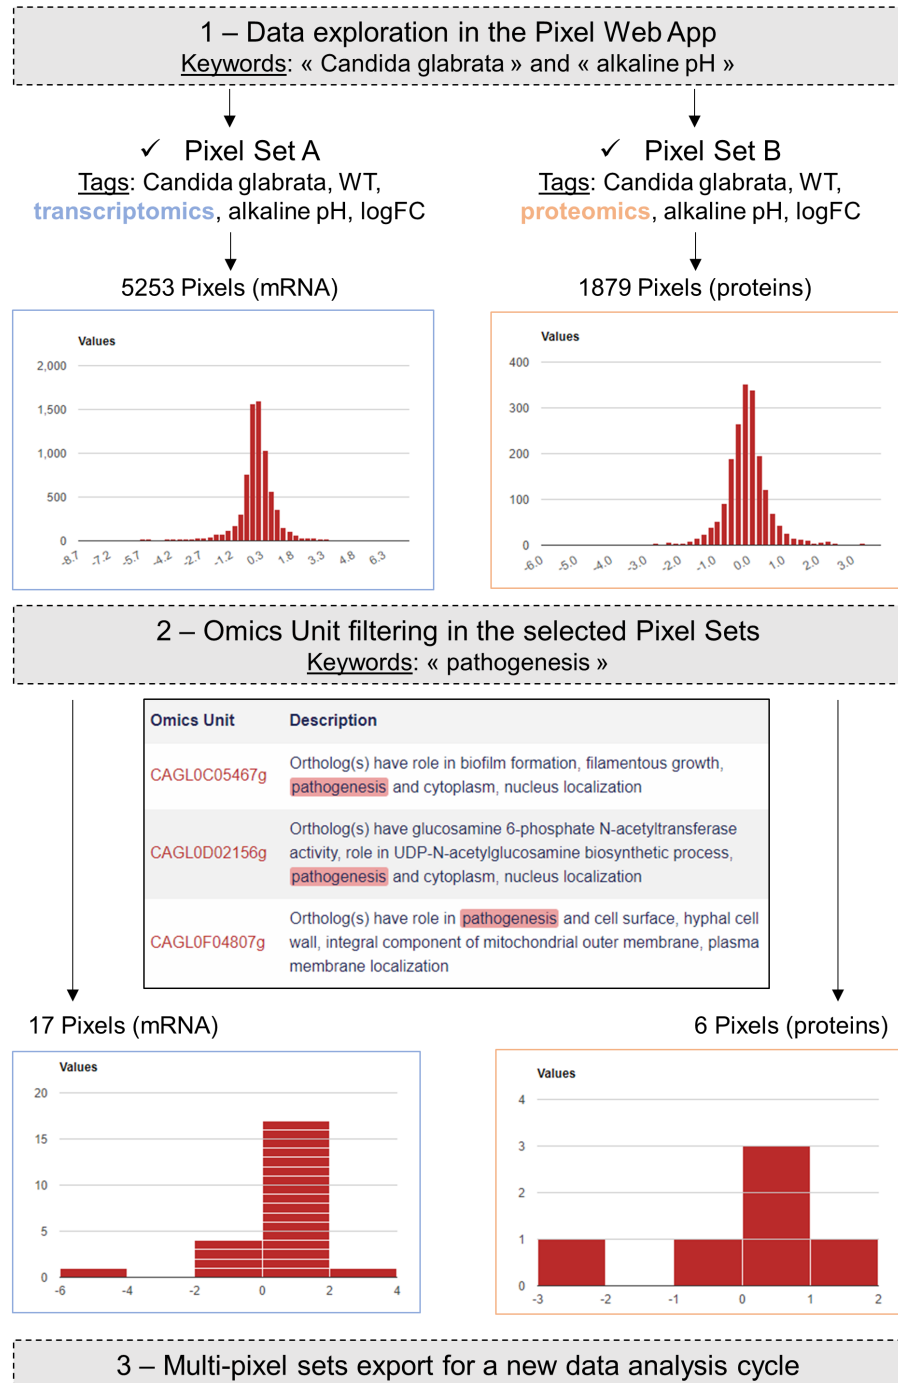 1 – Data exploration in the Pixel Web App
Keywords: « Candida glabrata » and « alkaline pH »
✓ Pixel Set A
Tags: Candida glabrata, WT,
transcriptomics, alkaline pH, logFC
5253 Pixels (mRNA)
Values
2,000
1,500
1,000
500
0
-8.7 -7.2 -5.7 -4.2 -2.7 -1.2 0.3 1.8 3.3 4.8 6.3
✓ Pixel Set B
Tags: Candida glabrata, WT,
proteomics, alkaline pH, logFC
1879 Pixels (proteins)
Values
400
300
200
100
0
-6.0 -5.0 -4.0 -3.0 -2.0 -1.0 0.0 1.0 2.0 3.0
2 – Omics Unit filtering in the selected Pixel Sets
Keywords: « pathogenesis »
Omics Unit Description
CAGL0C05467g
Ortholog(s) have role in biofilm formation, filamentous growth,
pathogenesis and cytoplasm, nucleus localization
CAGL0D02156g
Ortholog(s) have glucosamine 6-phosphate N-acetyltransferase
activity, role in UDP-N-acetylglucosamine biosynthetic process,
pathogenesis and cytoplasm, nucleus localization
CAGL0F04807g
Ortholog(s) have role in pathogenesis and cell surface, hyphal cell
wall, integral component of mitochondrial outer membrane, plasma
membrane localization
17 Pixels (mRNA)
Values
20
15
10
5
0
-6 -4 -2 0 2 4
6 Pixels (proteins)
Values
4
3
2
1
0
-3 -2 -1 0 1 2
3 – Multi-pixel sets export for a new data analysis cycle